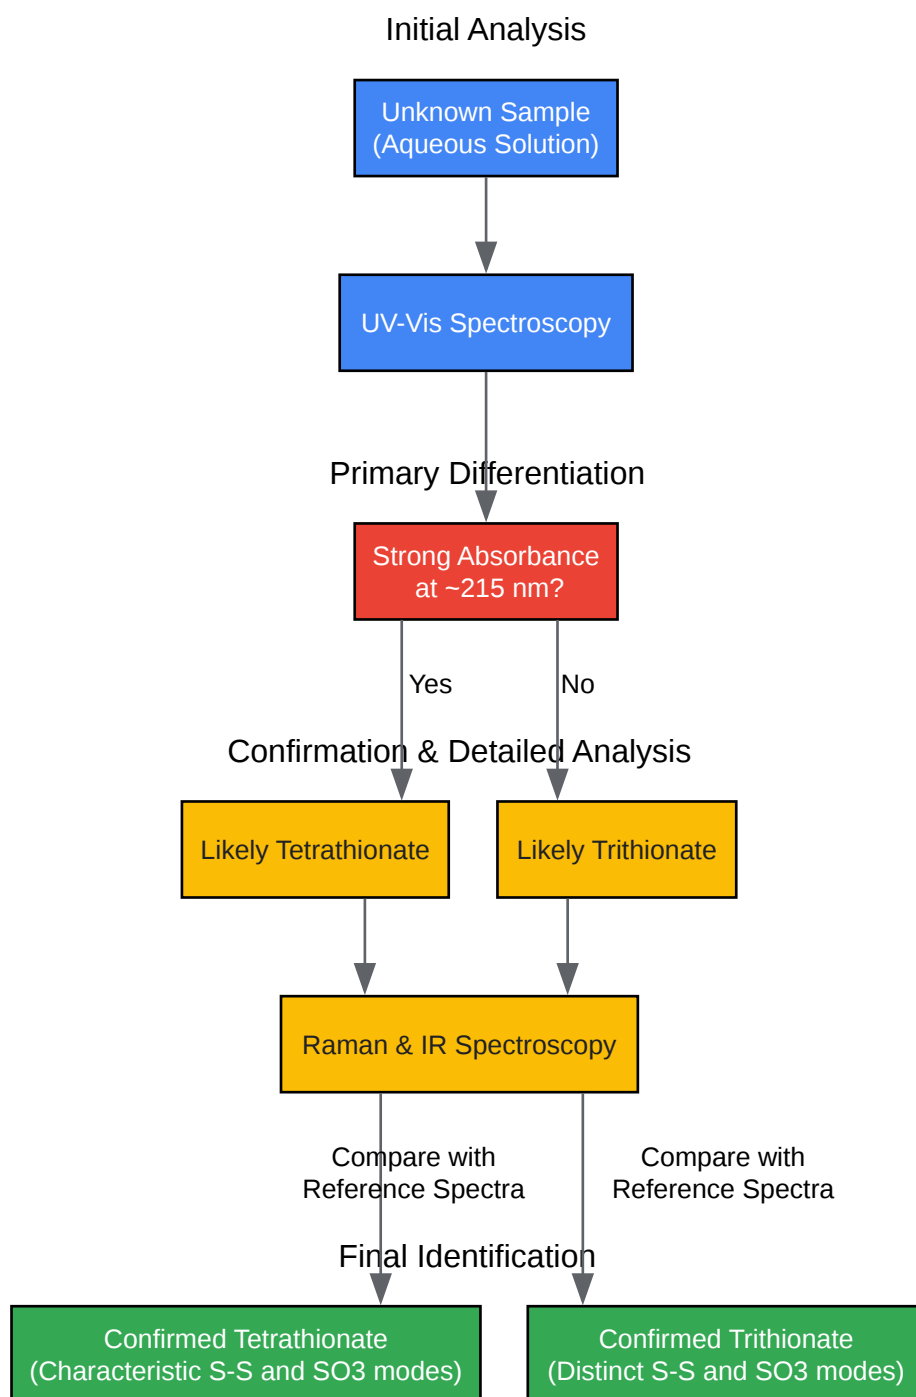 Initial Analysis
Unknown Sample
(Aqueous Solution)
UV-Vis Spectroscopy
Primary Differentiation
Strong Absorbance
at ~215 nm?
Yes
No
Confirmation & Detailed Analysis
Likely Tetrathionate
Likely Trithionate
Raman & IR Spectroscopy
Compare with
Reference Spectra
Compare with
Reference Spectra
Final Identification
Confirmed Tetrathionate
(Characteristic S-S and SO3 modes)
Confirmed Trithionate
(Distinct S-S and SO3 modes)